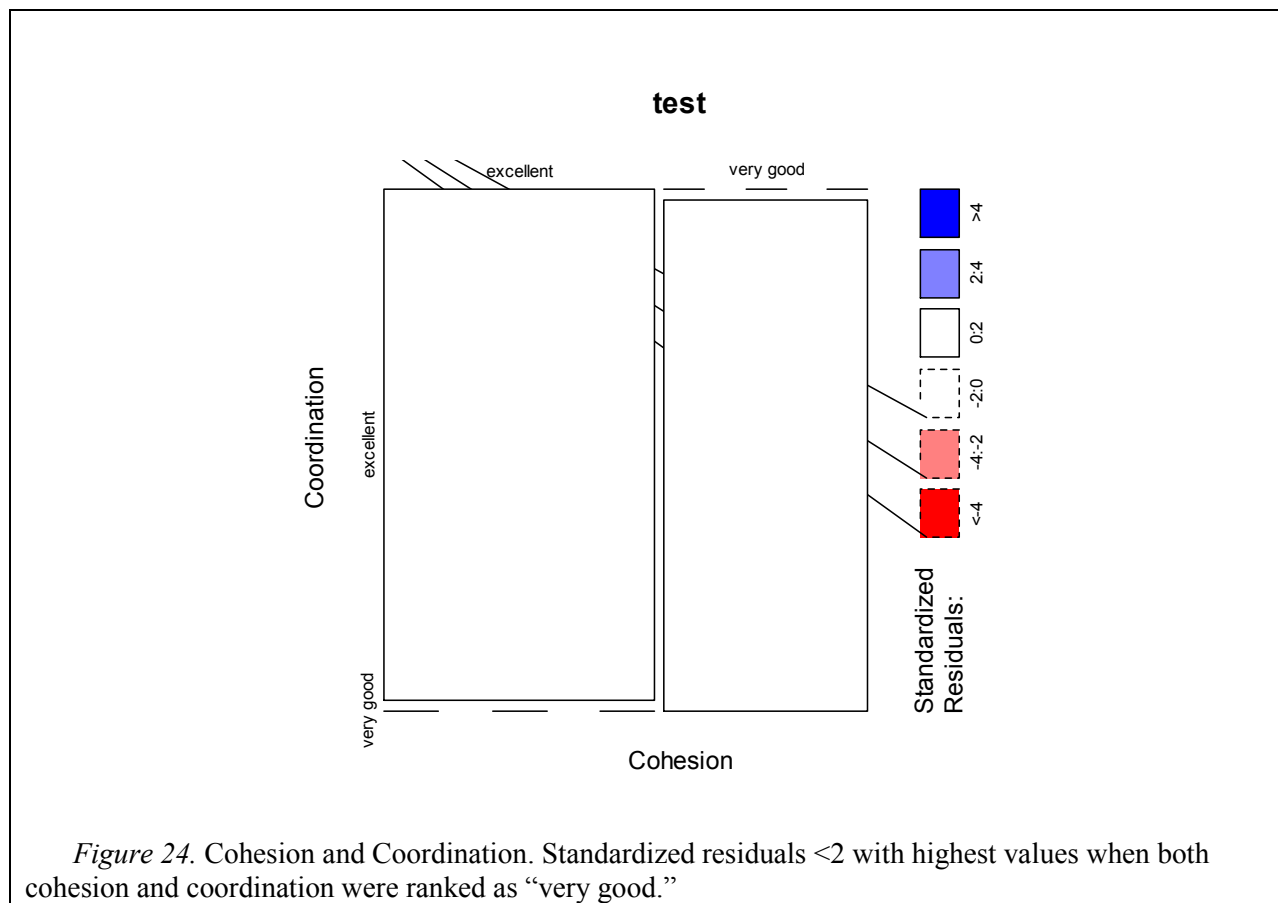 test
excellent
very good
Coordination
excellent
very good
Cohesion
Standardized
Residuals:
<-4
-4:-2
-2:0
0:2
2:4
>4
Figure 24. Cohesion and Coordination. Standardized residuals <2 with highest values when both
cohesion and coordination were ranked as “very good.”